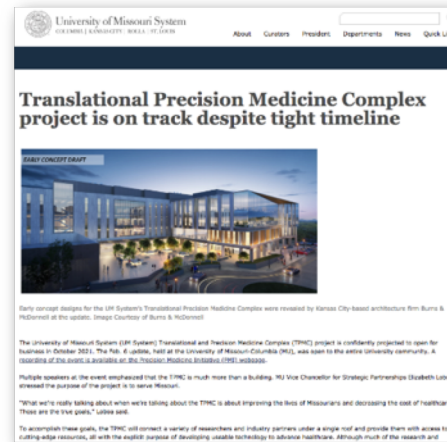 University of Missouri System
COLUMBIA | KANSAS CITY | ROLLA | ST. LOUIS
About Curators President Departments News Quick Li
Translational Precision Medicine Complex
project is on track despite tight timeline
EARLY CONCEPT DRAFT
Early concept designs for the UM System's Translational Precision Medicine Complex were revealed by Kansas City-based architecture firm Burns &
McDonnell at the update. Image Courtesy of Burns & McDonnell
The University of Missouri System (UM System) Translational and Precision Medicine Complex (TPMC) project is confidently projected to open for
business in October 2021. The Feb. 6 update, held at the University of Missouri-Columbia (MU), was open to the entire University community. A
recording of the event is available on the Precision Medicine Initiative (PMI) webpage.
Multiple speakers at the event emphasized that the TPMC is much more than a building. MU Vice Chancellor for Strategic Partnerships Elizabeth Loboa
stressed the purpose of the project is to serve Missouri.
"What we're really talking about when we're talking about the TPMC is about improving the lives of Missourians and decreasing the cost of healthcare.
Those are the true goals," Loboa said.
To accomplish these goals, the TPMC will connect a variety of researchers and industry partners under a single roof and provide them with access to
cutting-edge resources, all with the explicit purpose of developing useable technology to advance healthcare. Although much of the research at